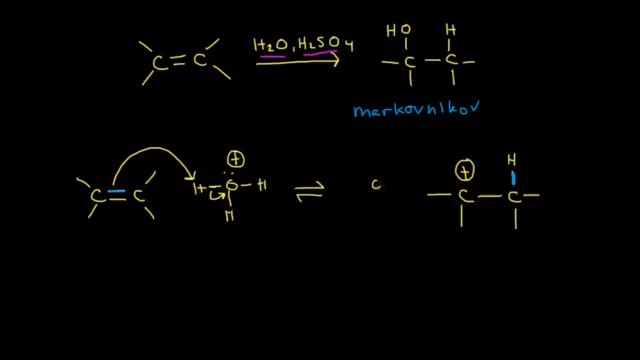 H₂O, H₂SO₄
HO H
C = C C – C
markovnikov
+ + H
C = C H – O – H ⇌ C C – C
H